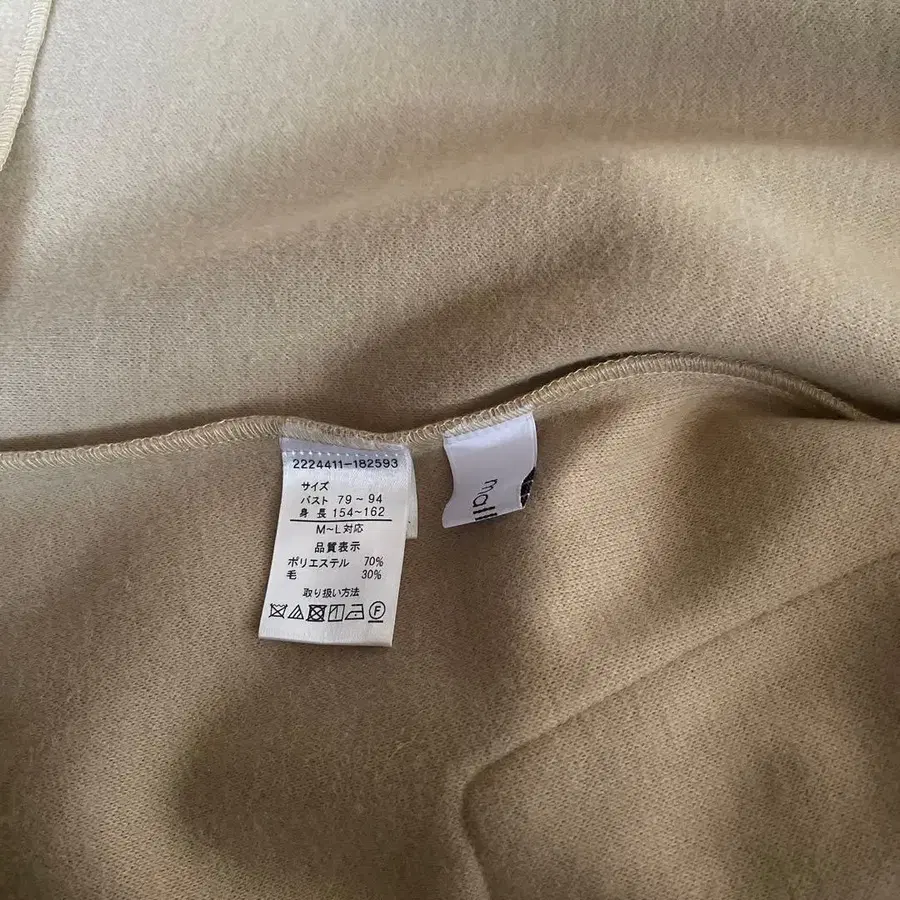 2224411-182593
サイズ
バスト 79~94
身長 154~162
M~L対応
品質表示
ポリエステル 70%
毛 30%
取り扱い方法
F